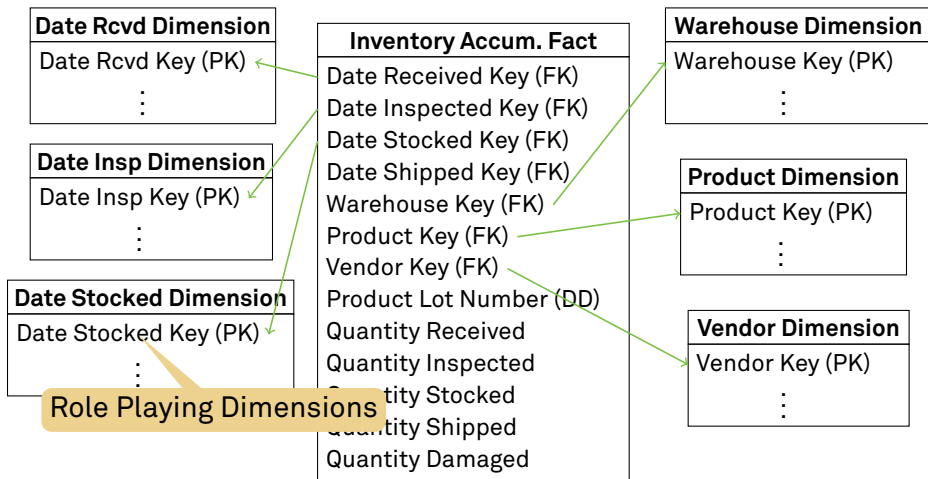 Date Rcvd Dimension
Date Rcvd Key (PK)
⋮
Date Insp Dimension
Date Insp Key (PK)
⋮
Date Stocked Dimension
Date Stocked Key (PK)
⋮
Role Playing Dimensions
Inventory Accum. Fact
Date Received Key (FK)
Date Inspected Key (FK)
Date Stocked Key (FK)
Date Shipped Key (FK)
Warehouse Key (FK)
Product Key (FK)
Vendor Key (FK)
Product Lot Number (DD)
Quantity Received
Quantity Inspected
Quantity Stocked
Quantity Shipped
Quantity Damaged
Warehouse Dimension
Warehouse Key (PK)
⋮
Product Dimension
Product Key (PK)
⋮
Vendor Dimension
Vendor Key (PK)
⋮